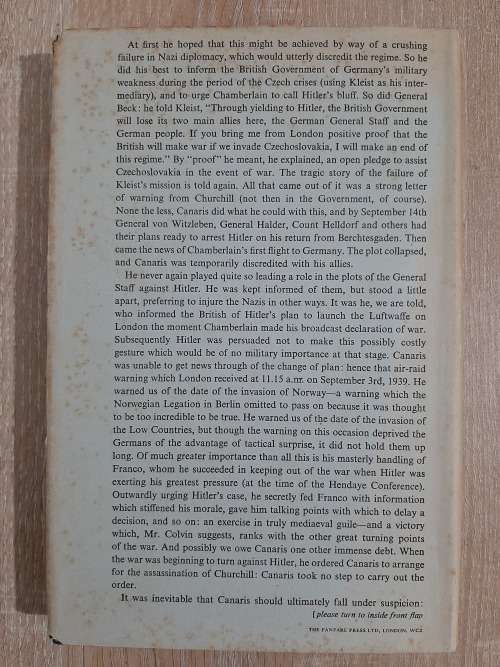 At first he hoped that this might be achieved by way of a crushing
failure in Nazi diplomacy, which would utterly discredit the regime. So he
did his best to inform the British Government of Germany's military
weakness during the period of the Czech crises (using Kleist as his inter-
mediary), and to urge Chamberlain to call Hitler's bluff. So did General
Beck: he told Kleist, "Through yielding to Hitler, the British Government
will lose its two main allies here, the German General Staff and the
German people. If you bring me from London positive proof that the
British will make war if we invade Czechoslovakia, I will make an end of
this regime." By "proof" he meant, he explained, an open pledge to assist
Czechoslovakia in the event of war. The tragic story of the failure of
Kleist's mission is told again. All that came out of it was a strong letter
of warning from Churchill (not then in the Government, of course).
None the less, Canaris did what he could with this, and by September 14th
General von Witzleben, General Halder, Count Helldorf and others had
their plans ready to arrest Hitler on his return from Berchtesgaden. Then
came the news of Chamberlain's first flight to Germany. The plot collapsed,
and Canaris was temporarily discredited with his allies.
He never again played quite so leading a role in the plots of the General
Staff against Hitler. He was kept informed of them, but stood a little
apart, preferring to injure the Nazis in other ways. It was he, we are told,
who informed the British of Hitler's plan to launch the Luftwaffe on
London the moment Chamberlain made his broadcast declaration of war.
Subsequently Hitler was persuaded not to make this possibly costly
gesture which would be of no military importance at that stage. Canaris
was unable to get news through of the change of plan: hence that air-raid
warning which London received at 11.15 a.m. on September 3rd, 1939. He
warned us of the date of the invasion of Norway—a warning which the
Norwegian Legation in Berlin omitted to pass on because it was thought
to be too incredible to be true. He warned us of the date of the invasion of
the Low Countries, but though the warning on this occasion deprived the
Germans of the advantage of tactical surprise, it did not hold them up
long. Of much greater importance than all this is his masterly handling of
Franco, whom he succeeded in keeping out of the war when Hitler was
exerting his greatest pressure (at the time of the Hendaye Conference).
Outwardly urging Hitler's case, he secretly fed Franco with information
which stiffened his morale, gave him talking points with which to delay a
decision, and so on: an exercise in truly mediaeval guile—and a victory
which, Mr. Colvin suggests, ranks with the other great turning points
of the war. And possibly we owe Canaris one other immense debt. When
the war was beginning to turn against Hitler, he ordered Canaris to arrange
for the assassination of Churchill: Canaris took no step to carry out the
order.
It was inevitable that Canaris should ultimately fall under suspicion:
[please turn to inside front flap
THE FANFARE PRESS LTD, LONDON, WC2